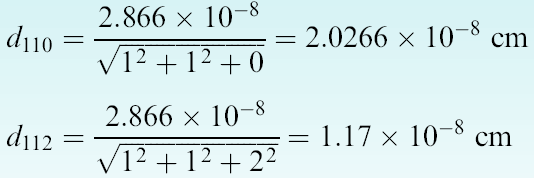 d₁₁₀ = 2.866 × 10⁻⁸ / √(1² + 1² + 0) = 2.0266 × 10⁻⁸ cm
d₁₁₂ = 2.866 × 10⁻⁸ / √(1² + 1² + 2²) = 1.17 × 10⁻⁸ cm